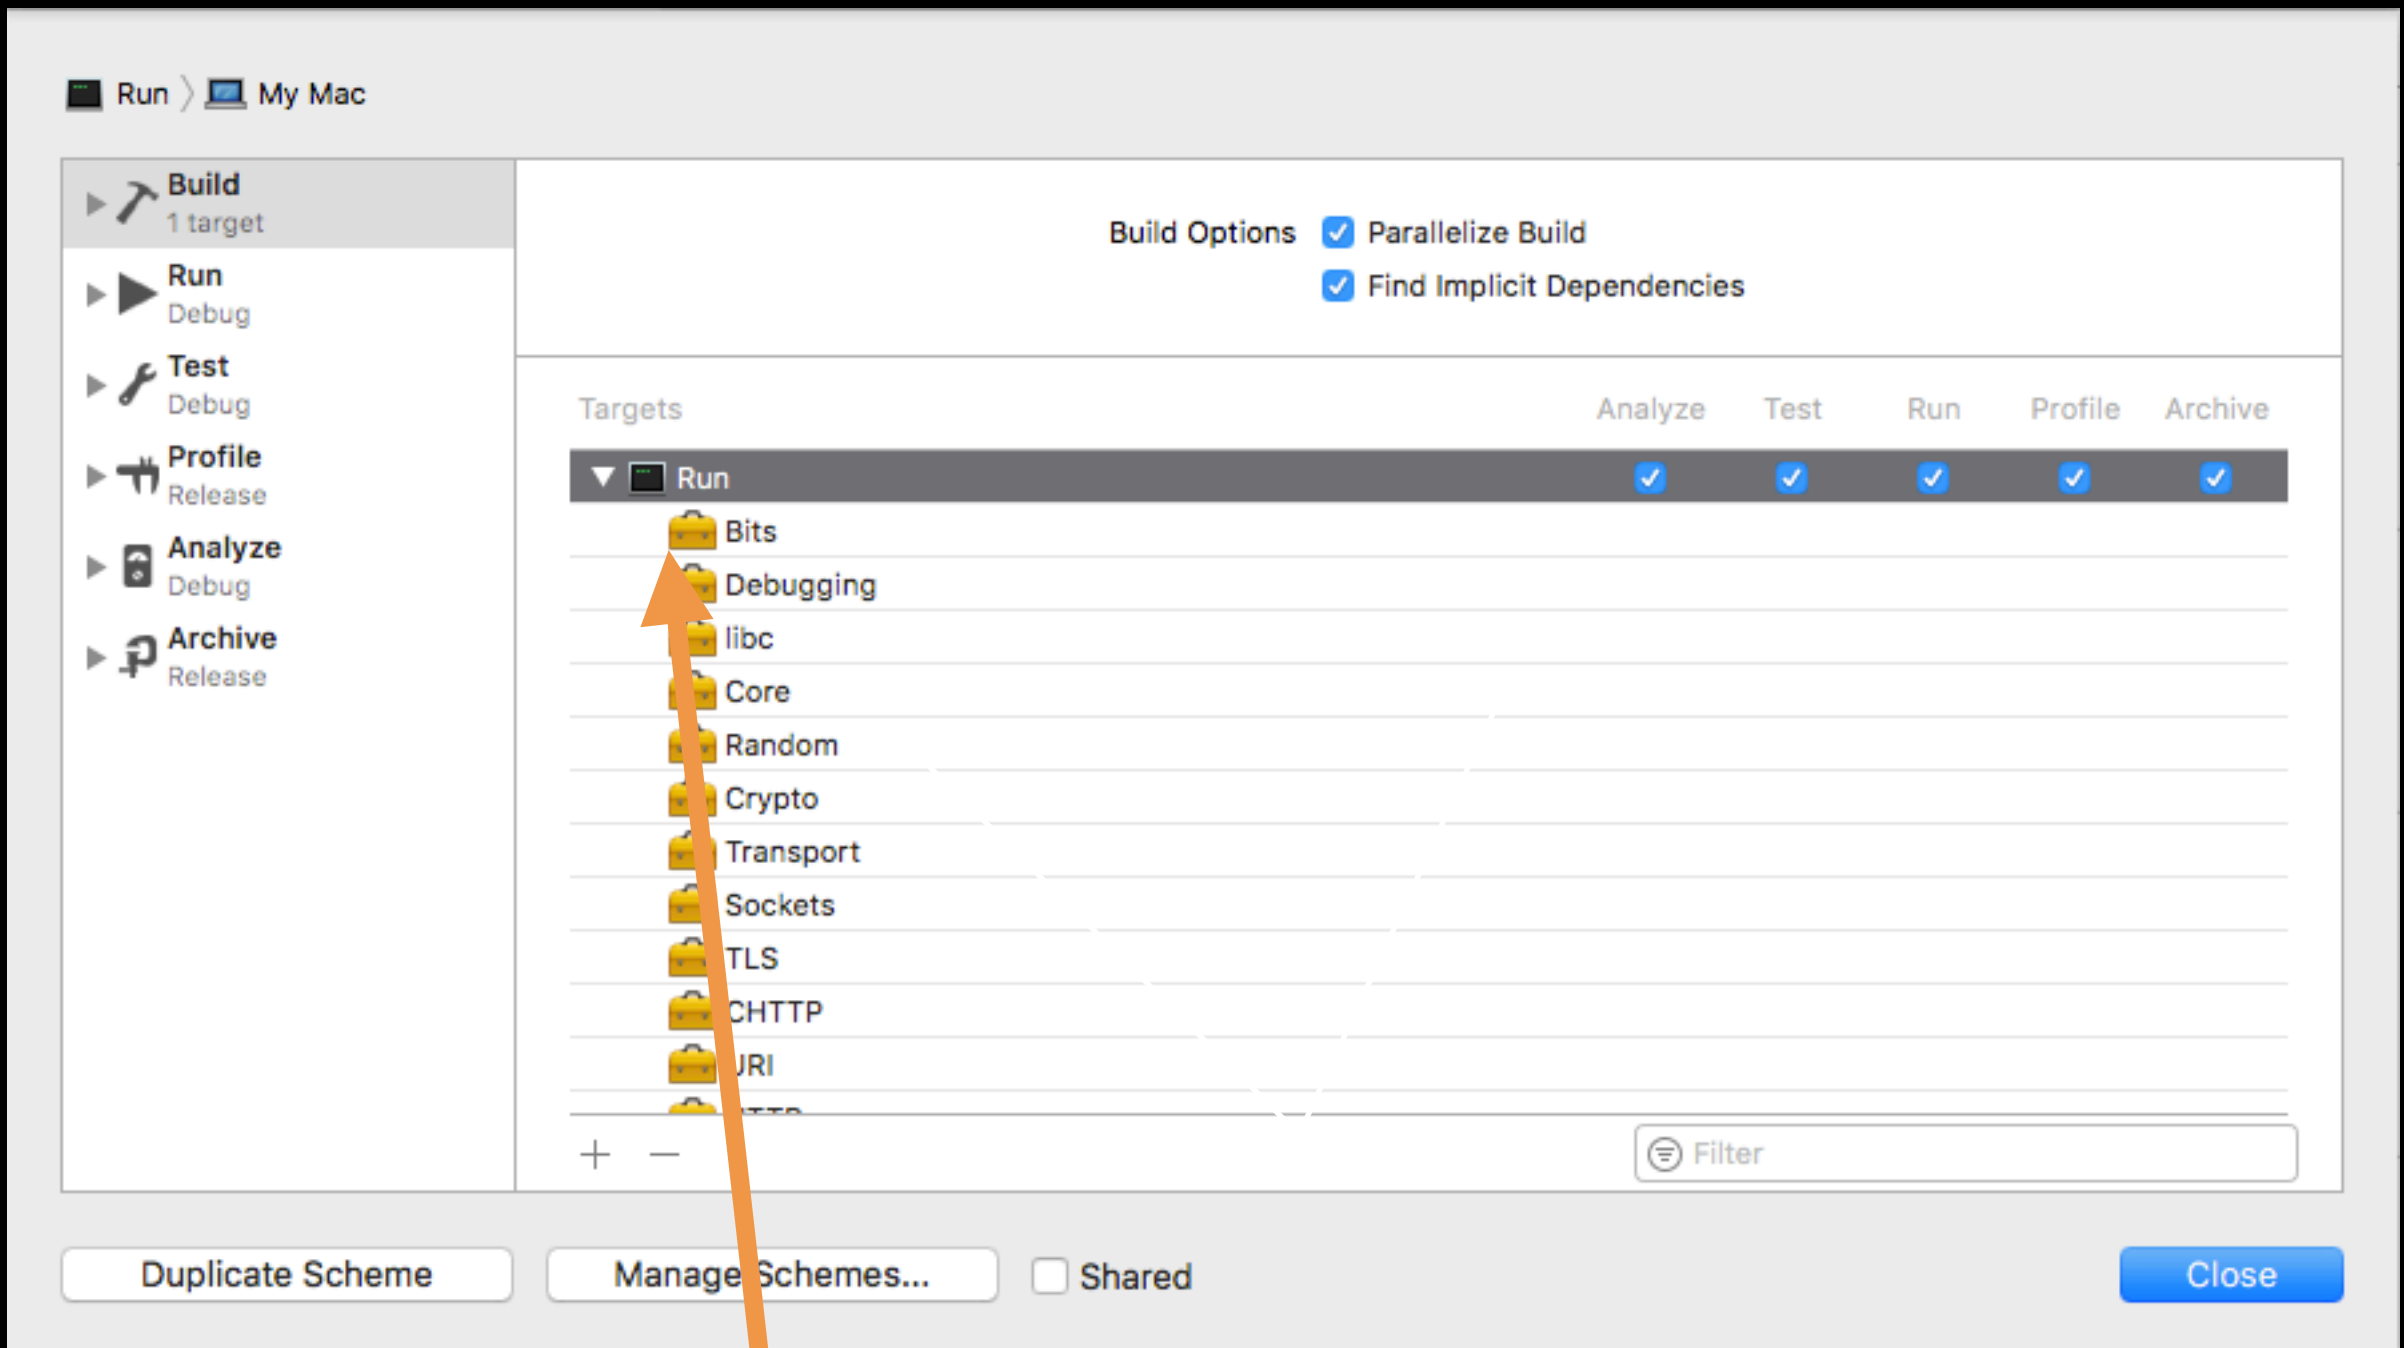 Run My Mac
Build
1 target
Run
Debug
Test
Debug
Profile
Release
Analyze
Debug
Archive
Release
Build Options Parallelize Build
Find Implicit Dependencies
Targets Analyze Test Run Profile Archive
Run
Bits
Debugging
libc
Core
Random
Crypto
Transport
Sockets
TLS
CHTTP
URI
Filter
Duplicate Scheme Manage Schemes... Shared Close